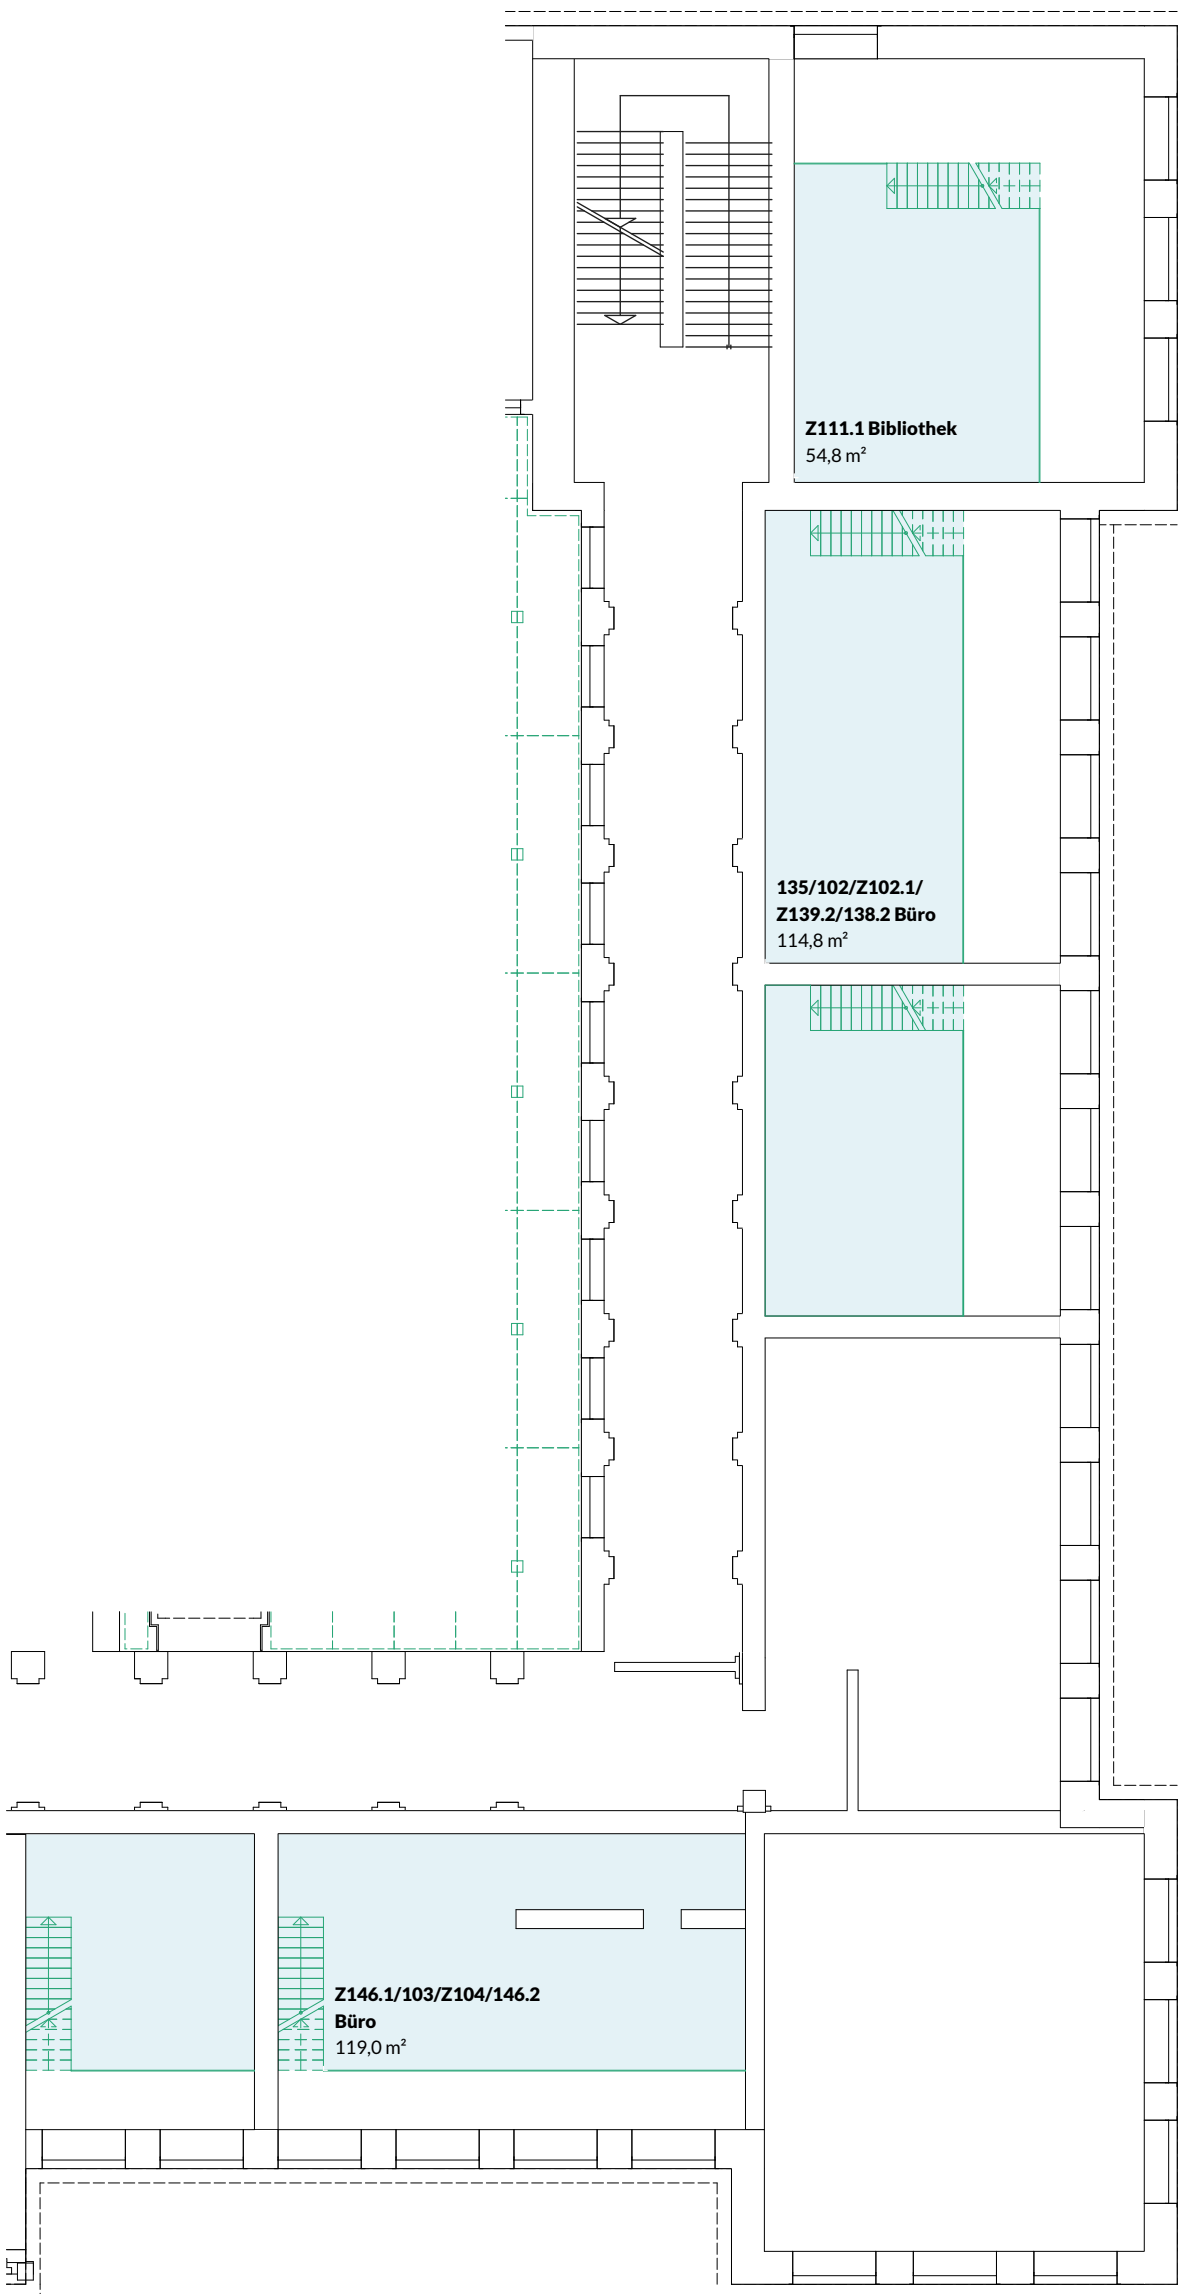 Z111.1 Bibliothek
54,8 m²
135/102/Z102.1/
Z139.2/138.2 Büro
114,8 m²
Z146.1/103/Z104/146.2
Büro
119,0 m²